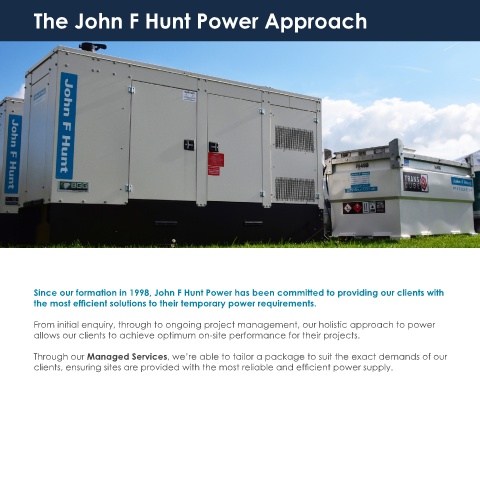 The John F Hunt Power Approach
John F Hunt
John F Hunt
Since our formation in 1998, John F Hunt Power has been committed to providing our clients with
the most efficient solutions to their temporary power requirements.
From initial enquiry, through to ongoing project management, our holistic approach to power
allows our clients to achieve optimum on-site performance for their projects.
Through our Managed Services, we’re able to tailor a package to suit the exact demands of our
clients, ensuring sites are provided with the most reliable and efficient power supply.